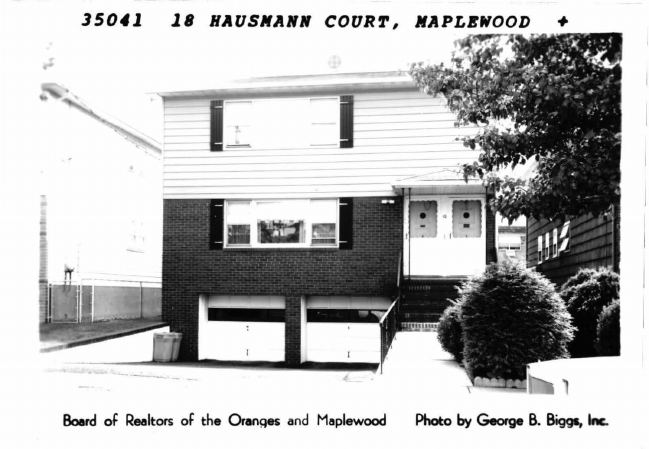 35041 18 HAUSMANN COURT, MAPLEWOOD +
Board of Realtors of the Oranges and Maplewood Photo by George B. Biggs, Inc.